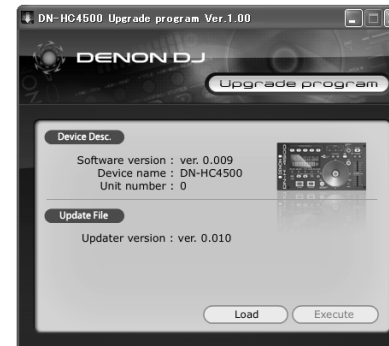 DN-HC4500 Upgrade program Ver.1.00
DENON DJ
Upgrade program
Device Desc.
Software version : ver. 0.009
Device name : DN-HC4500
Unit number : 0
Update File
Updater version : ver. 0.010
Load
Execute